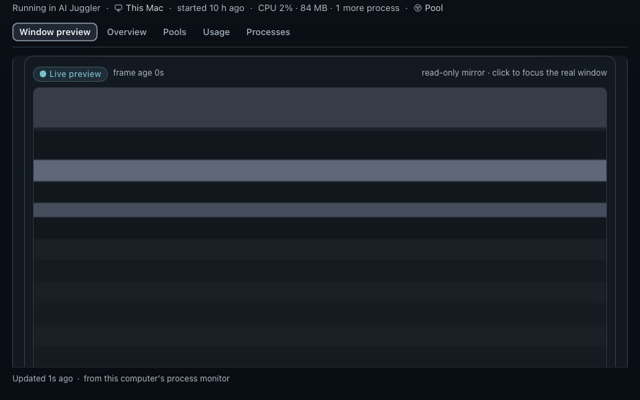 Running in AI Juggler · This Mac · started 10 h ago · CPU 2% · 84 MB · 1 more process · Pool
Window preview Overview Pools Usage Processes
Live preview frame age 0s read-only mirror · click to focus the real window
Updated 1s ago · from this computer's process monitor